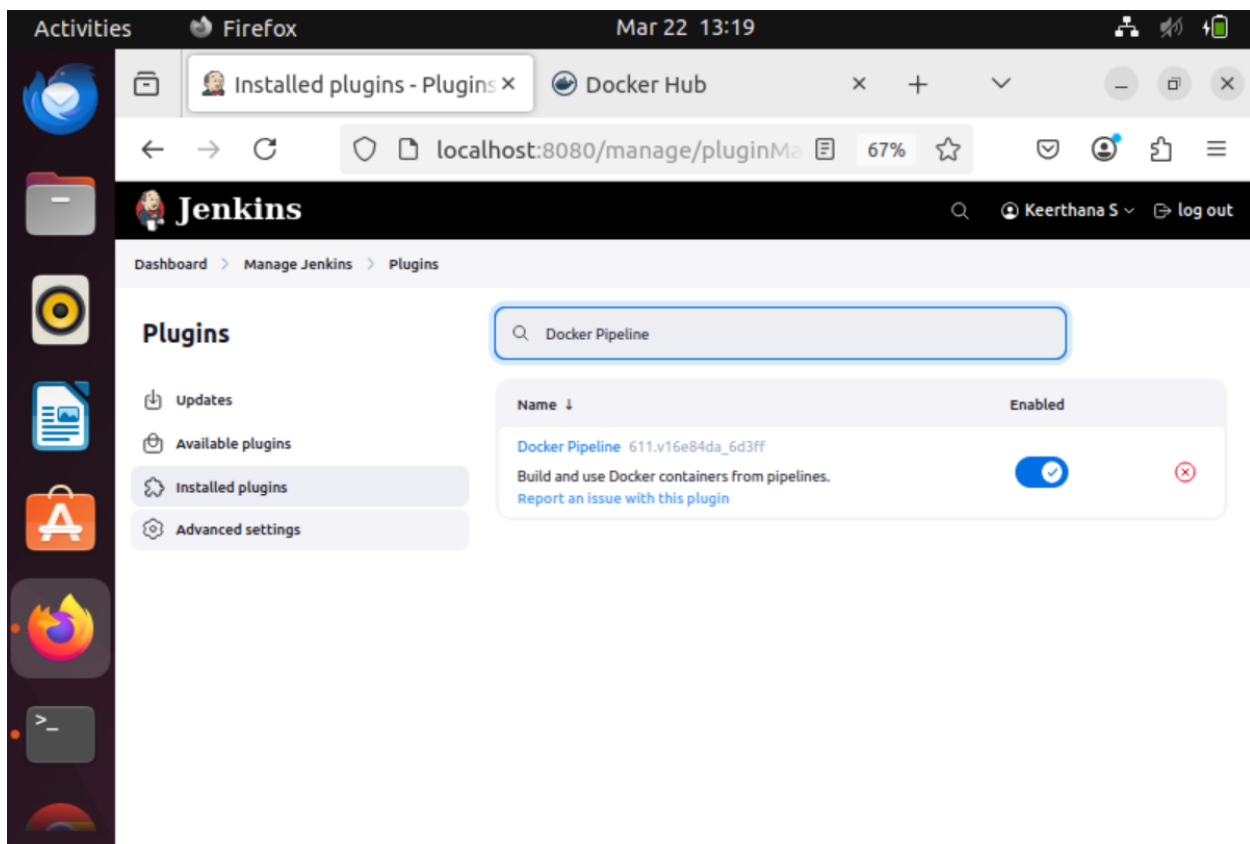 Activities Firefox Mar 22 13:19
Installed plugins - Plugins Docker Hub
localhost:8080/manage/pluginMa 67%
Jenkins Keerthana S log out
Dashboard > Manage Jenkins > Plugins
Plugins
Docker Pipeline
Updates
Available plugins
Installed plugins
Advanced settings
Name ↓ Enabled
Docker Pipeline 611.v16e84da_6d3ff
Build and use Docker containers from pipelines.
Report an issue with this plugin
>_